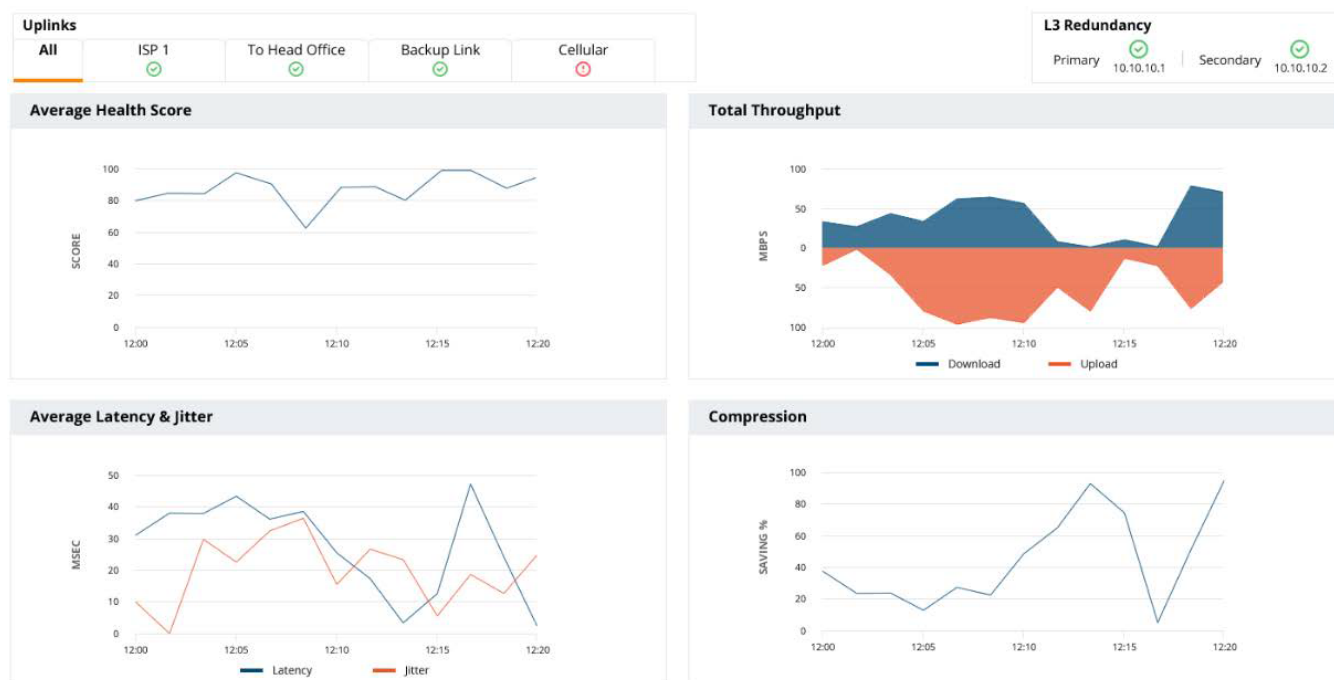 Uplinks
All
ISP 1
To Head Office
Backup Link
Cellular
L3 Redundancy
Primary
10.10.10.1
Secondary
10.10.10.2
Average Health Score
100
80
60
40
20
0
SCORE
12:00
12:05
12:10
12:15
12:20
Total Throughput
100
50
0
50
100
MBPS
12:00
12:05
12:10
12:15
12:20
Download
Upload
Average Latency & Jitter
50
40
30
20
10
0
MSEC
12:00
12:05
12:10
12:15
12:20
Latency
Jitter
Compression
100
80
60
40
20
0
SAVING %
12:00
12:05
12:10
12:15
12:20